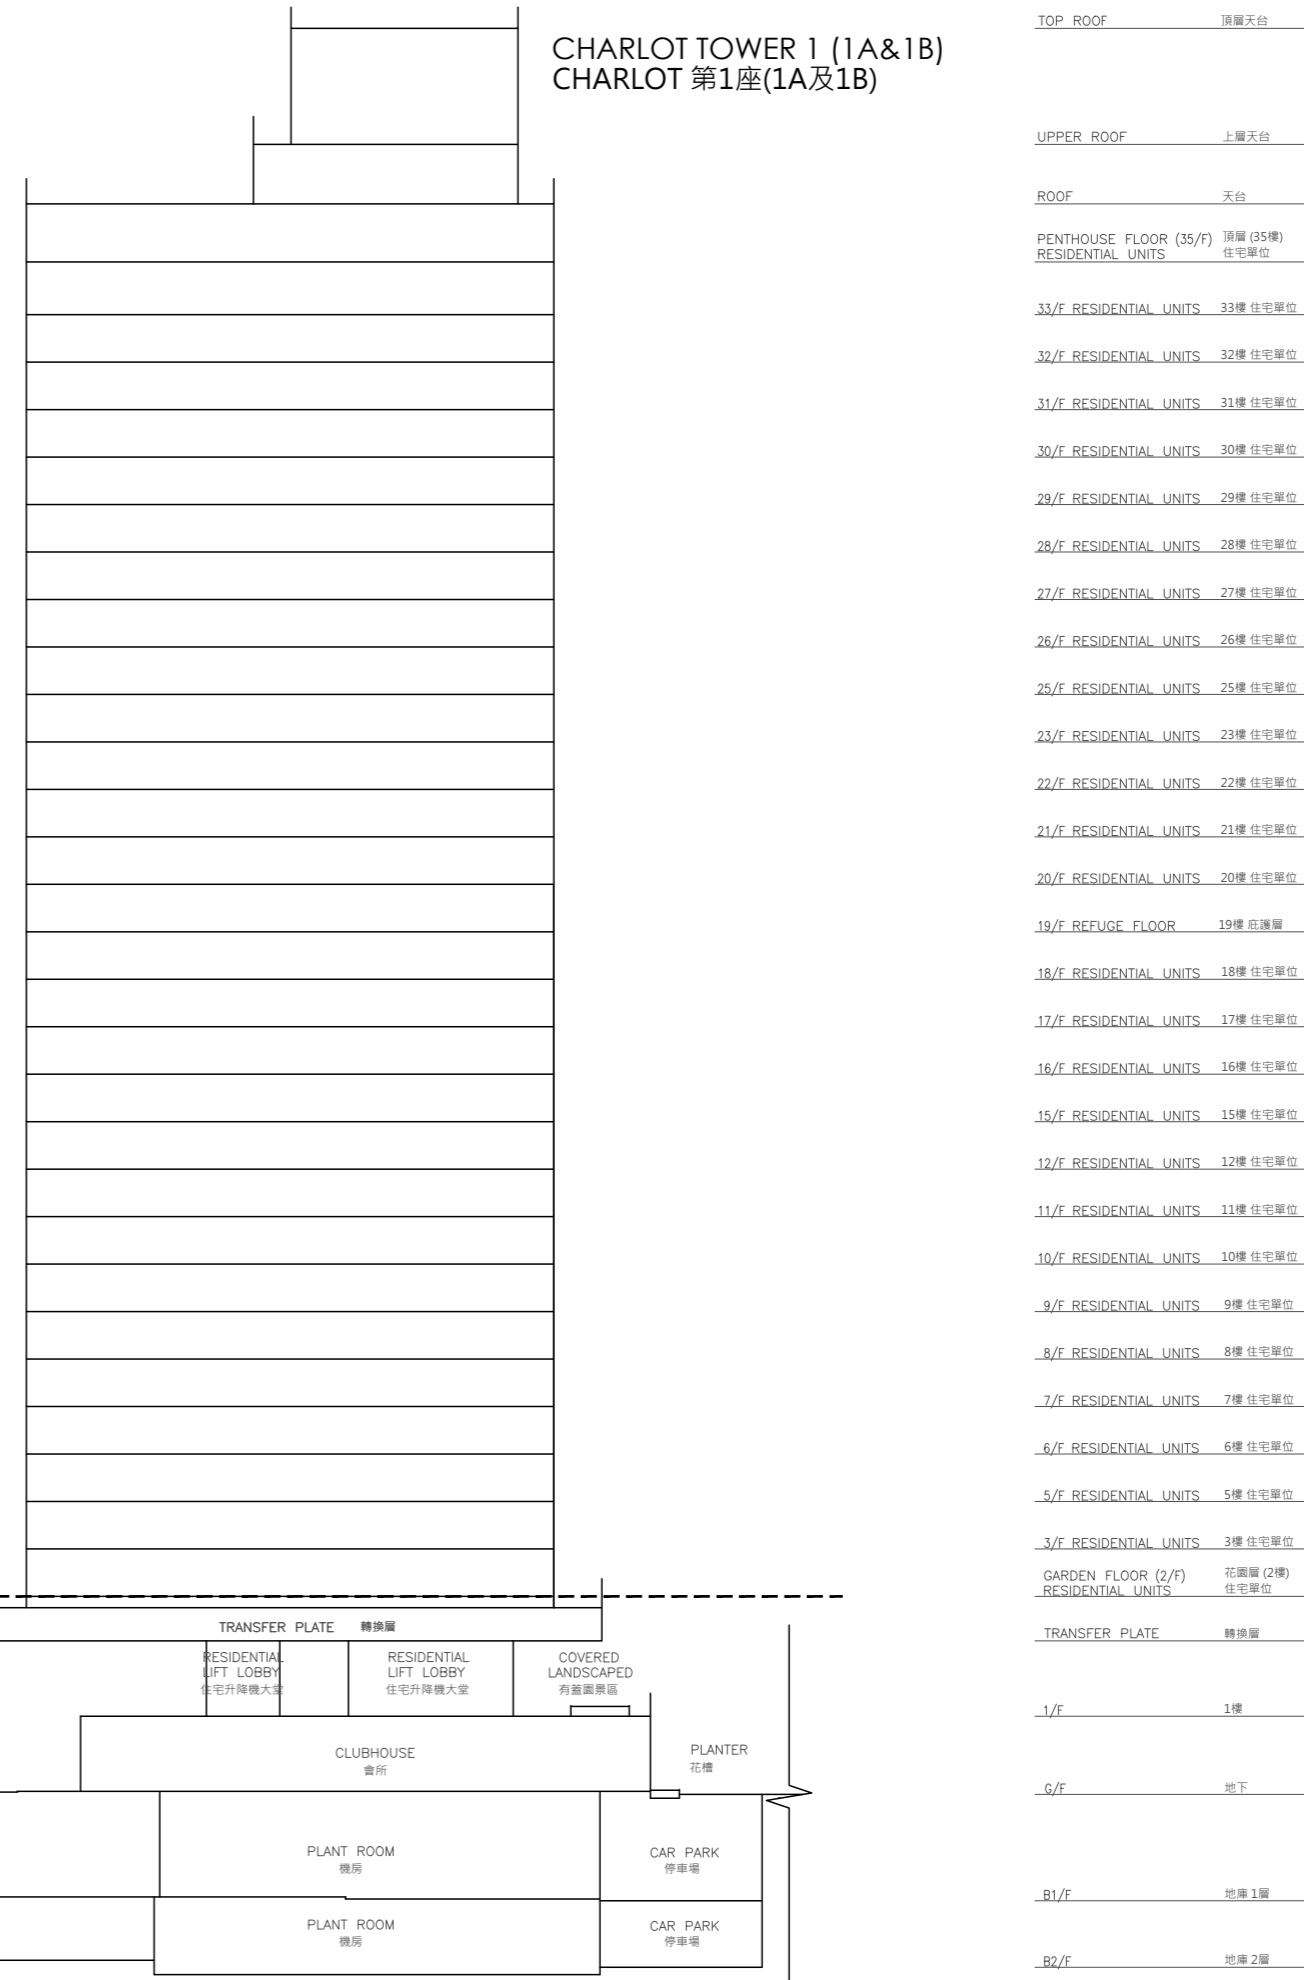 CHARLOT TOWER 1 (1A&1B)
CHARLOT 第1座(1A及1B)
TOP ROOF 頂層天台
UPPER ROOF 上層天台
ROOF 天台
PENTHOUSE FLOOR (35/F) 頂層 (35樓)
RESIDENTIAL UNITS 住宅單位
33/F RESIDENTIAL UNITS 33樓 住宅單位
32/F RESIDENTIAL UNITS 32樓 住宅單位
31/F RESIDENTIAL UNITS 31樓 住宅單位
30/F RESIDENTIAL UNITS 30樓 住宅單位
29/F RESIDENTIAL UNITS 29樓 住宅單位
28/F RESIDENTIAL UNITS 28樓 住宅單位
27/F RESIDENTIAL UNITS 27樓 住宅單位
26/F RESIDENTIAL UNITS 26樓 住宅單位
25/F RESIDENTIAL UNITS 25樓 住宅單位
23/F RESIDENTIAL UNITS 23樓 住宅單位
22/F RESIDENTIAL UNITS 22樓 住宅單位
21/F RESIDENTIAL UNITS 21樓 住宅單位
20/F RESIDENTIAL UNITS 20樓 住宅單位
19/F REFUGE FLOOR 19樓 庇護層
18/F RESIDENTIAL UNITS 18樓 住宅單位
17/F RESIDENTIAL UNITS 17樓 住宅單位
16/F RESIDENTIAL UNITS 16樓 住宅單位
15/F RESIDENTIAL UNITS 15樓 住宅單位
12/F RESIDENTIAL UNITS 12樓 住宅單位
11/F RESIDENTIAL UNITS 11樓 住宅單位
10/F RESIDENTIAL UNITS 10樓 住宅單位
9/F RESIDENTIAL UNITS 9樓 住宅單位
8/F RESIDENTIAL UNITS 8樓 住宅單位
7/F RESIDENTIAL UNITS 7樓 住宅單位
6/F RESIDENTIAL UNITS 6樓 住宅單位
5/F RESIDENTIAL UNITS 5樓 住宅單位
3/F RESIDENTIAL UNITS 3樓 住宅單位
GARDEN FLOOR (2/F) 花園層 (2樓)
RESIDENTIAL UNITS 住宅單位
TRANSFER PLATE 轉換層
1/F 1樓
G/F 地下
B1/F 地庫 1層
B2/F 地庫 2層
TRANSFER PLATE 轉換層
RESIDENTIAL
LIFT LOBBY
住宅升降機大堂
RESIDENTIAL
LIFT LOBBY
住宅升降機大堂
COVERED
LANDSCAPED
有蓋園景區
CLUBHOUSE
會所
PLANTER
花槽
PLANT ROOM
機房
CAR PARK
停車場
PLANT ROOM
機房
CAR PARK
停車場